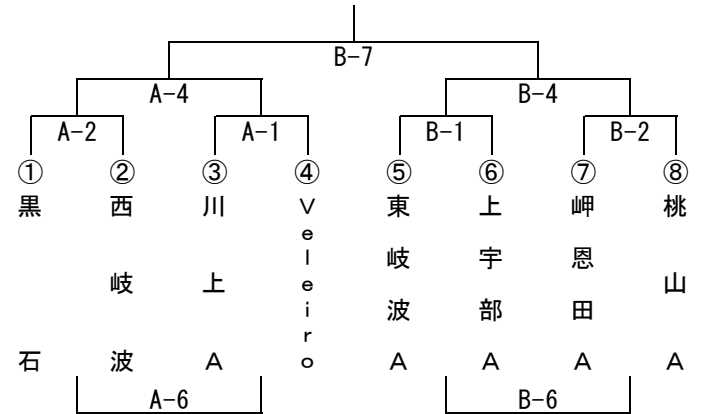 B-7
A-4 B-4
A-2 A-1 B-1 B-2
① ② ③ ④ ⑤ ⑥ ⑦ ⑧
黒石
西岐波
川上A
Veleiro
東岐波A
上宇部A
岬恩田A
桃山A
A-6 B-6